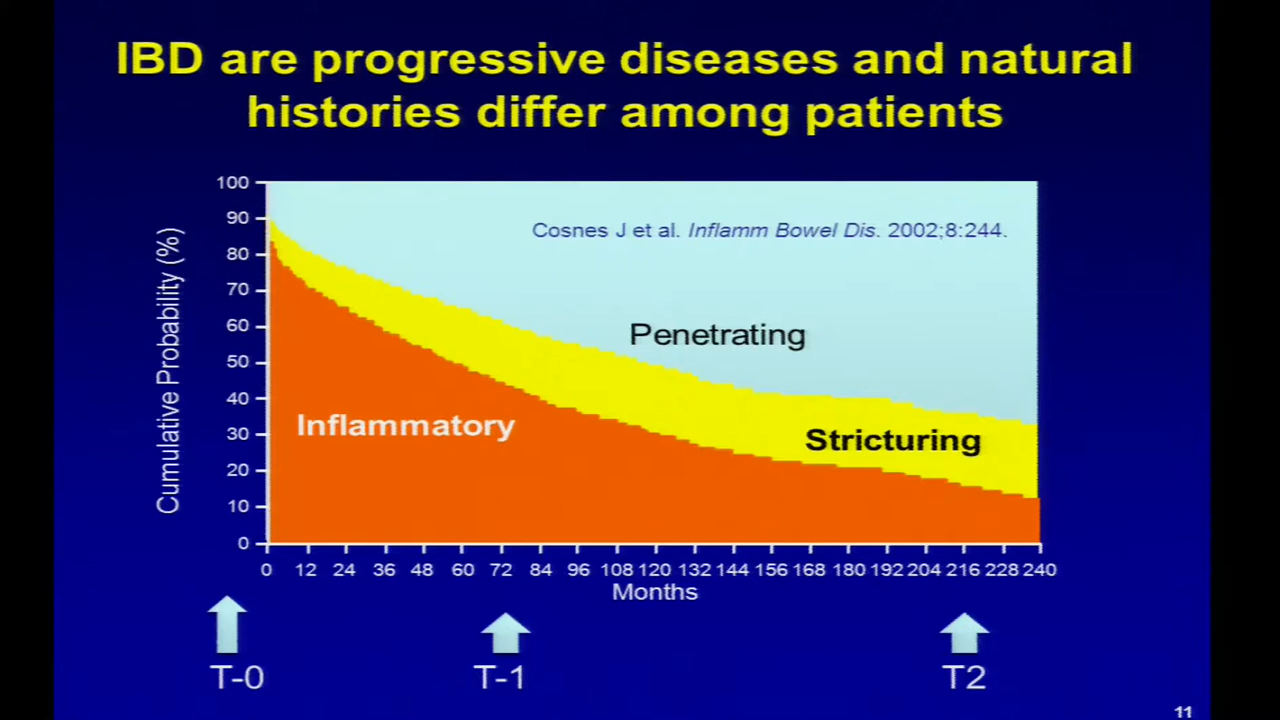 IBD are progressive diseases and natural
histories differ among patients
Cumulative Probability (%)
100
90
80
70
60
50
40
30
20
10
0
Cosnes J et al. Inflamm Bowel Dis. 2002;8:244.
Penetrating
Inflammatory
Stricturing
0 12 24 36 48 60 72 84 96 108 120 132 144 156 168 180 192 204 216 228 240
Months
T-0 T-1 T2
11